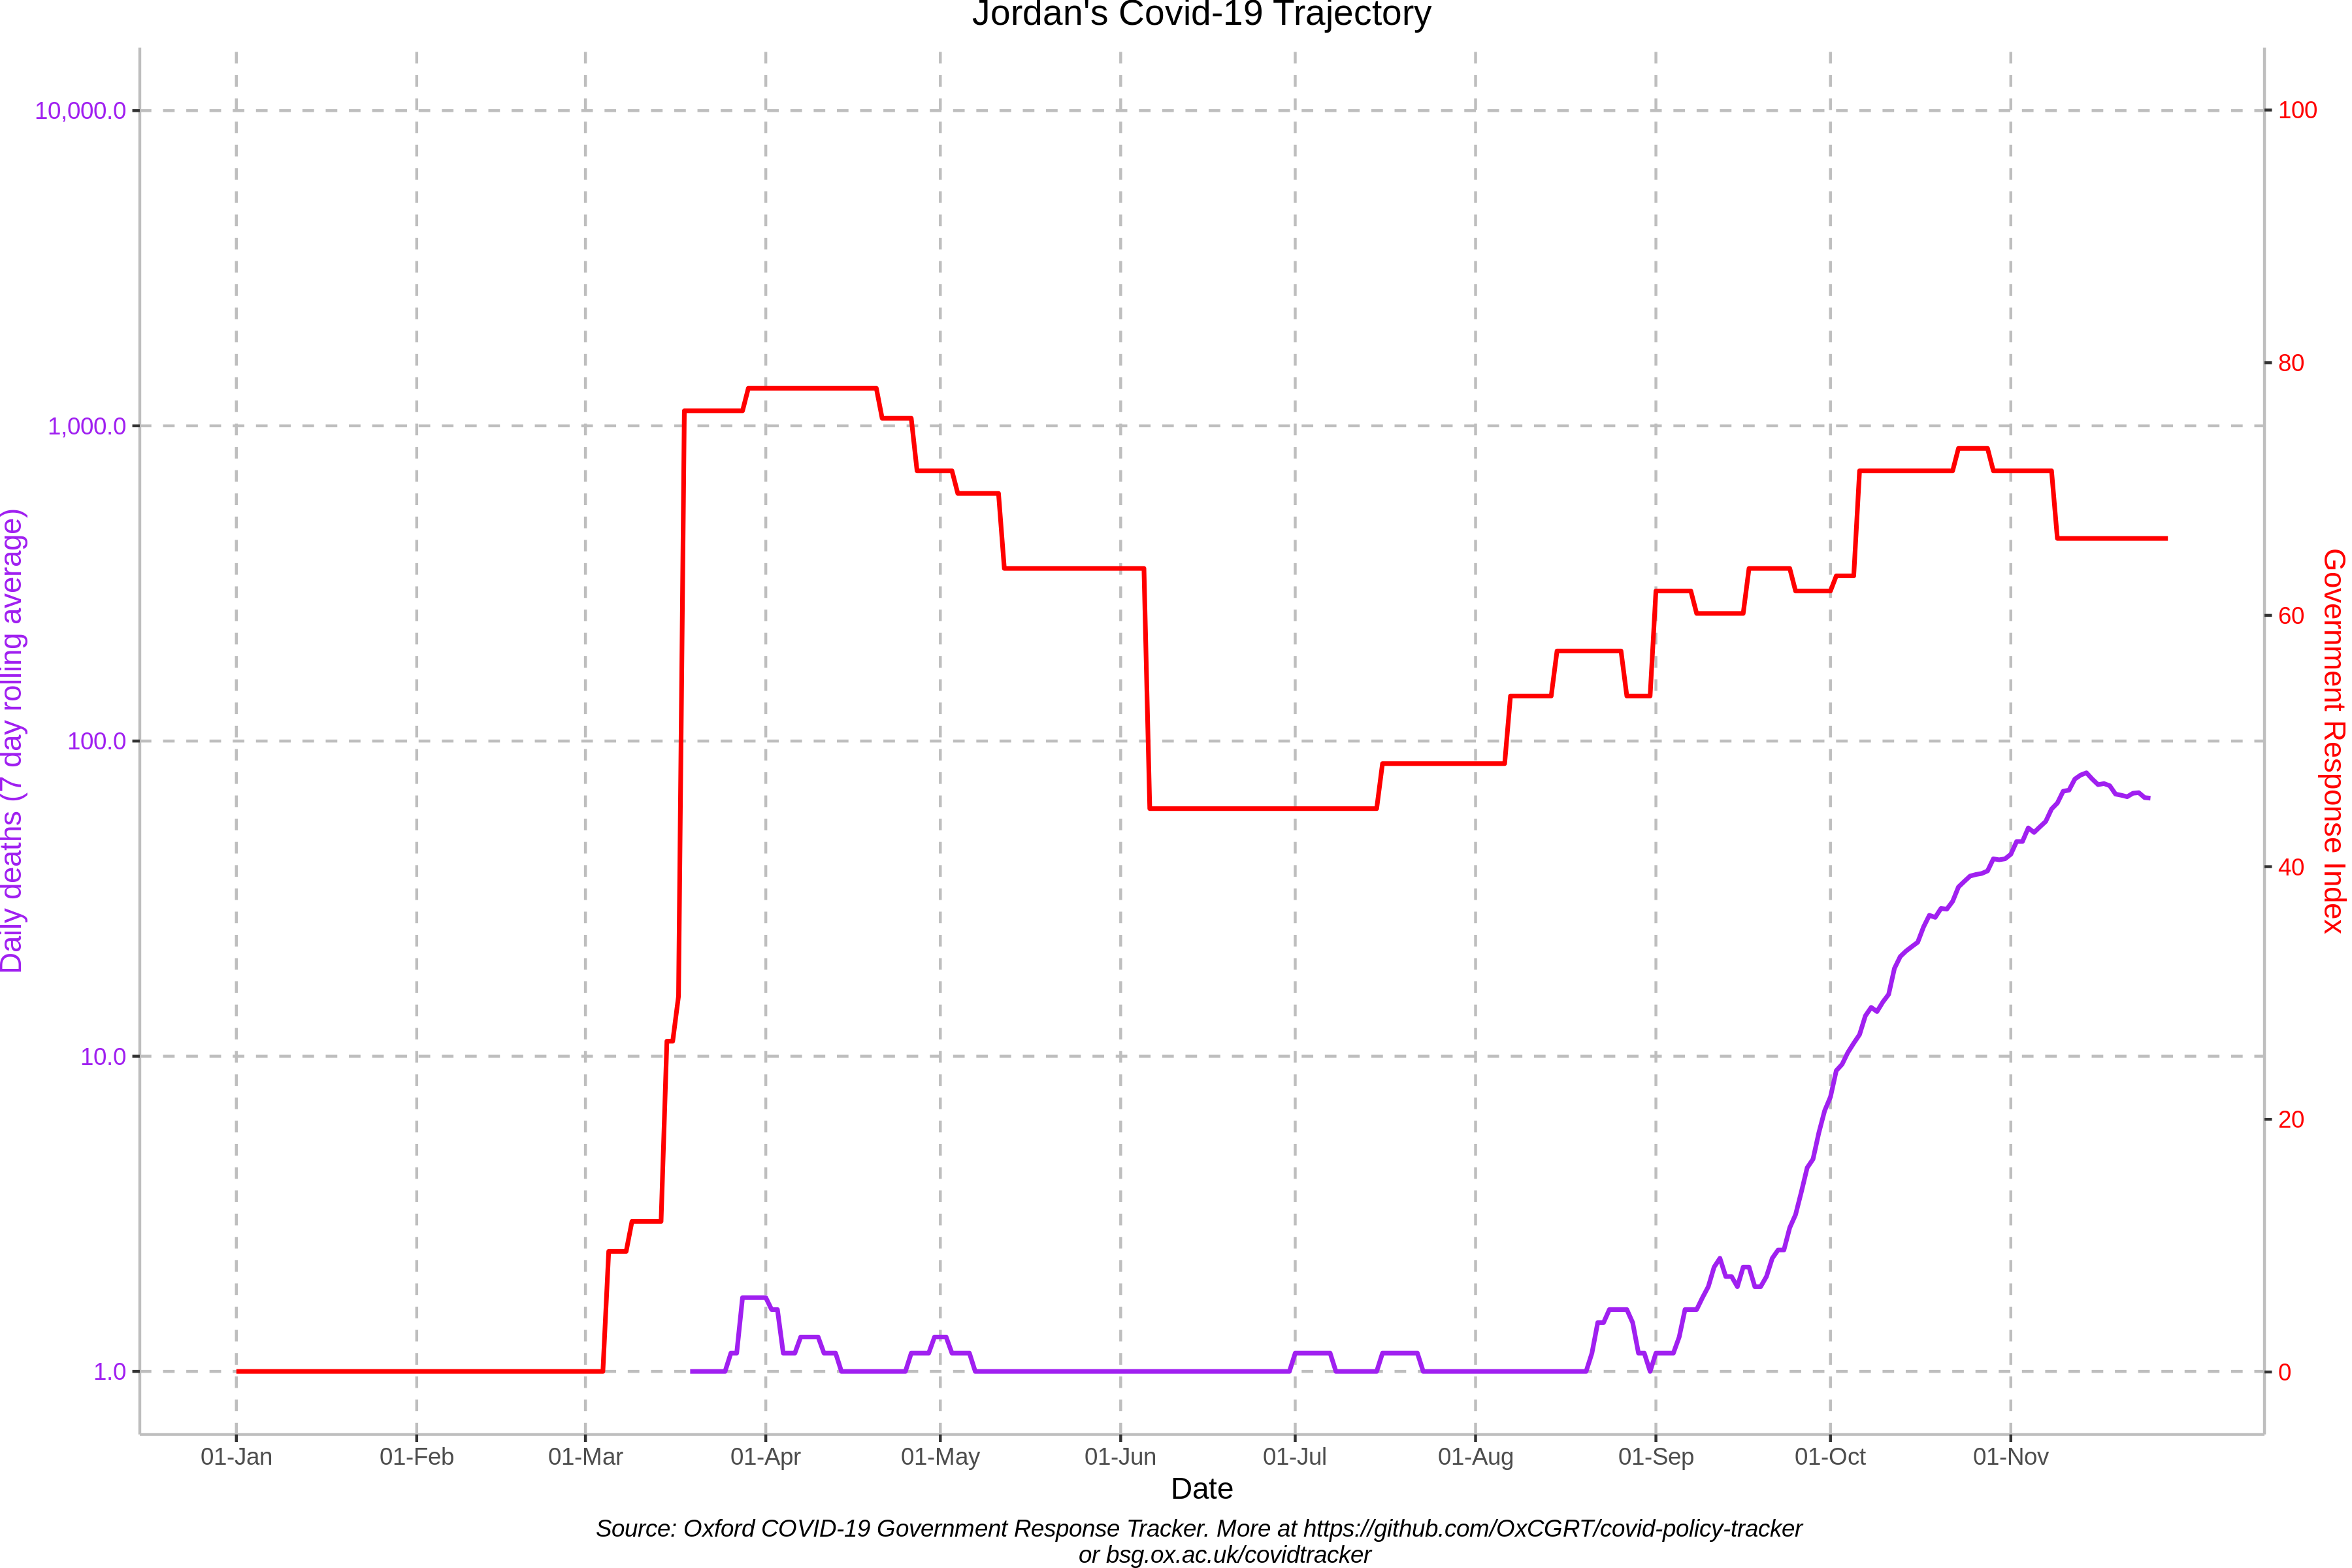 Jordan's Covid-19 Trajectory
10,000.0
1,000.0
100.0
10.0
1.0
Daily deaths (7 day rolling average)
100
80
60
40
20
0
Government Response Index
01-Jan
01-Feb
01-Mar
01-Apr
01-May
01-Jun
01-Jul
01-Aug
01-Sep
01-Oct
01-Nov
Date
Source: Oxford COVID-19 Government Response Tracker. More at https://github.com/OxCGRT/covid-policy-tracker
or bsg.ox.ac.uk/covidtracker